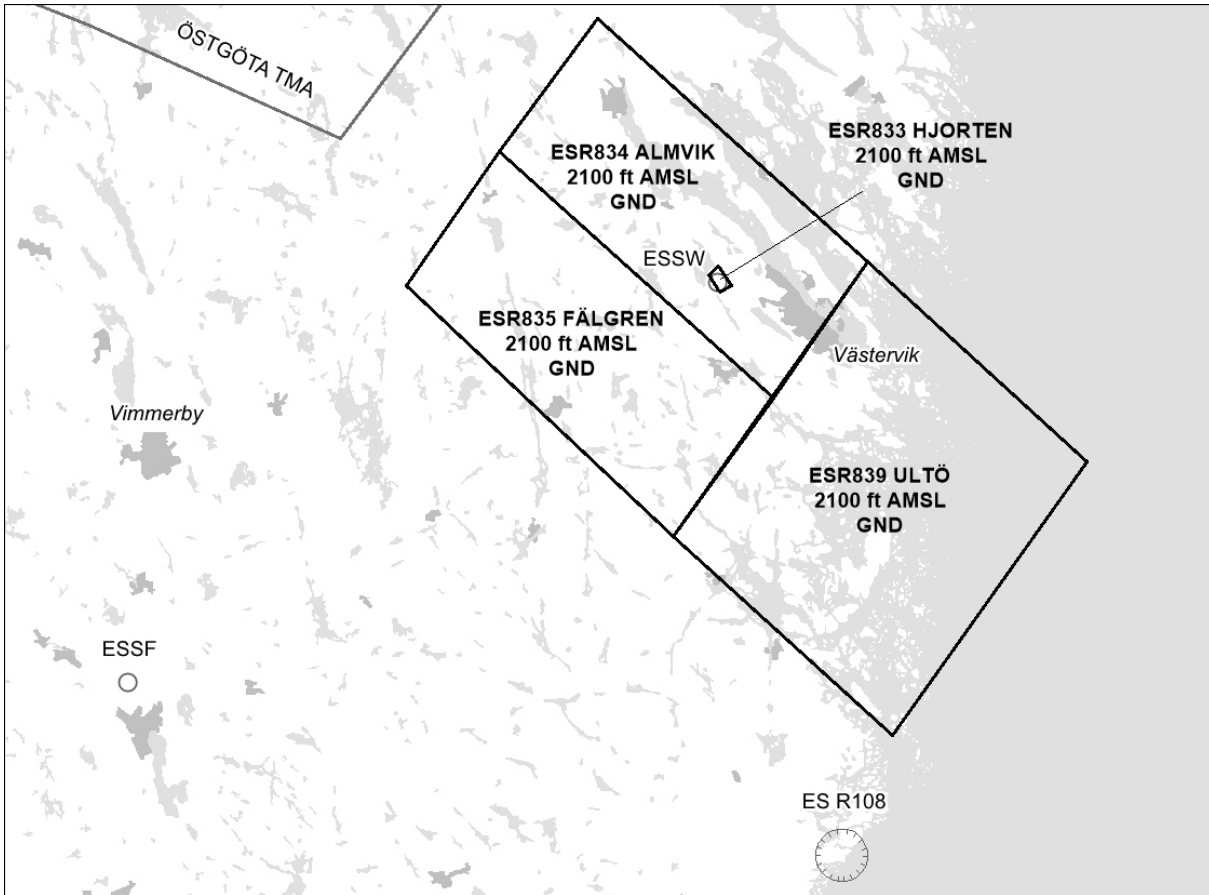 ÖSTGÖTA TMA
ESR833 HJORTEN
2100 ft AMSL
GND
ESR834 ALMVIK
2100 ft AMSL
GND
ESSW
ESR835 FÄLGREN
2100 ft AMSL
GND
Västervik
Vimmerby
ESR839 ULTÖ
2100 ft AMSL
GND
ESSF
ES R108